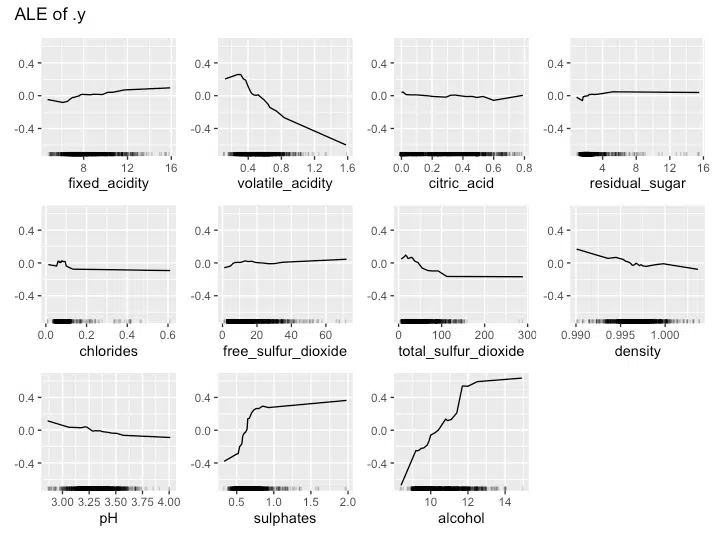 ALE of .y
0.4
0.0
-0.4
8 12 16
fixed_acidity
0.4 0.8 1.2 1.6
volatile_acidity
0.4
0.0
-0.4
0.0 0.2 0.4 0.6 0.8
citric_acid
0.4
0.0
-0.4
4 8 12 16
residual_sugar
0.4
0.0
-0.4
0.0 0.2 0.4 0.6
chlorides
0.4
0.0
-0.4
0 20 40 60
free_sulfur_dioxide
0.4
0.0
-0.4
0 100 200 300
total_sulfur_dioxide
0.4
0.0
-0.4
0.990 0.995 1.000
density
0.4
0.0
-0.4
3.00 3.25 3.50 3.75 4.00
pH
0.4
0.0
-0.4
0.5 1.0 1.5 2.0
sulphates
0.4
0.0
-0.4
10 12 14
alcohol
0.4
0.0
-0.4